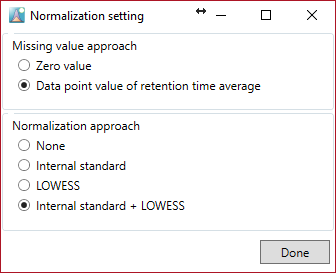 Normalization setting
Missing value approach
Zero value
Data point value of retention time average
Normalization approach
None
Internal standard
LOWESS
Internal standard + LOWESS
Done